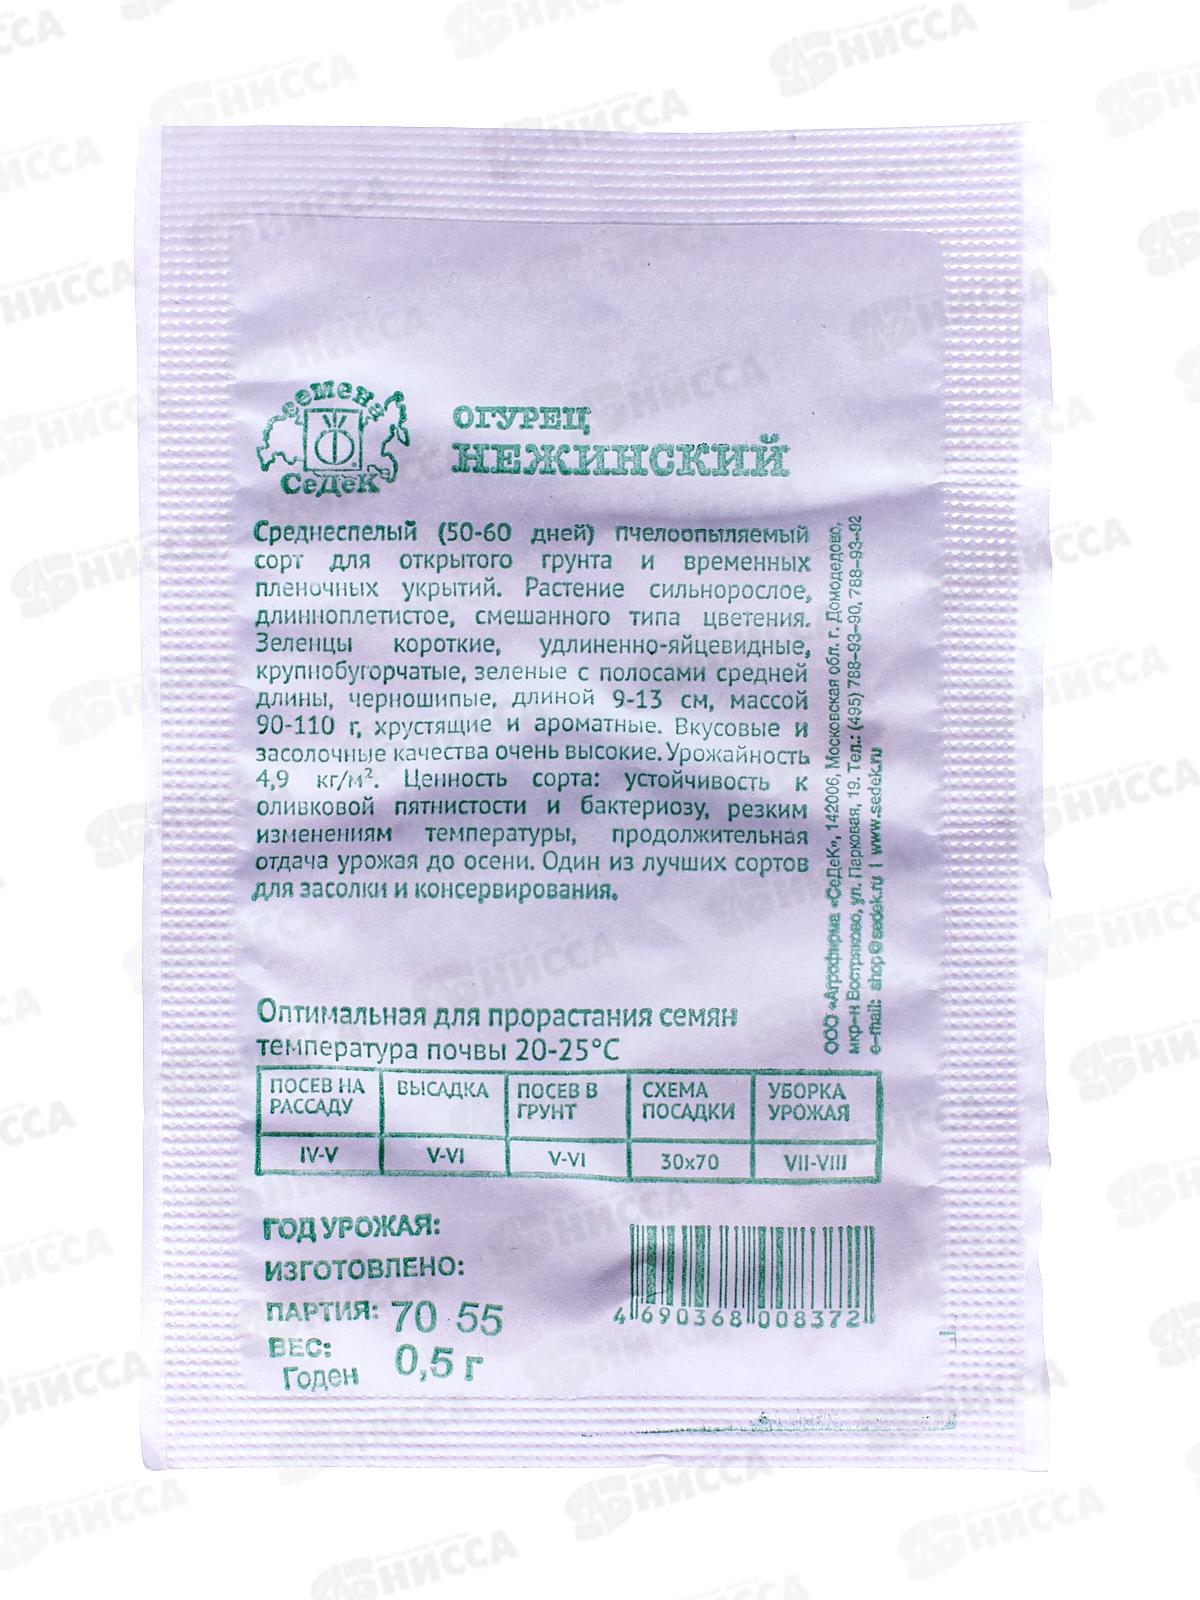 семена
СеДеК®
ОГУРЕЦ
НЕЖИНСКИЙ
Среднеспелый (50-60 дней) пчелоопыляемый
сорт для открытого грунта и временных
пленочных укрытий. Растение сильнорослое,
длинноплетистое, смешанного типа цветения.
Зеленцы короткие, удлиненно-яйцевидные,
крупнобугорчатые, зеленые с полосами средней
длины, черношипые, длиной 9-13 см, массой
90-110 г, хрустящие и ароматные. Вкусовые и
засолочные качества очень высокие. Урожайность
4,9 кг/м². Ценность сорта: устойчивость к
оливковой пятнистости и бактериозу, резким
изменениям температуры, продолжительная
отдача урожая до осени. Один из лучших сортов
для засолки и консервирования.
ООО «Агрофирма «СеДеК», 142006, Московская обл. г. Домодедово,
мкр-н Востряково, ул. Парковая, 19. Тел.: (495) 788-93-90, 788-93-92
e-mail: shop@sedek.ru | www.sedek.ru
Оптимальная для прорастания семян
температура почвы 20-25°С
ПОСЕВ НА РАССАДУ ВЫСАДКА ПОСЕВ В ГРУНТ СХЕМА ПОСАДКИ УБОРКА УРОЖАЯ
IV-V V-VI V-VI 30х70 VII-VIII
ГОД УРОЖАЯ:
ИЗГОТОВЛЕНО:
ПАРТИЯ: 70 55
ВЕС: 0,5 г
Годен
4 690368 008372
НИССА